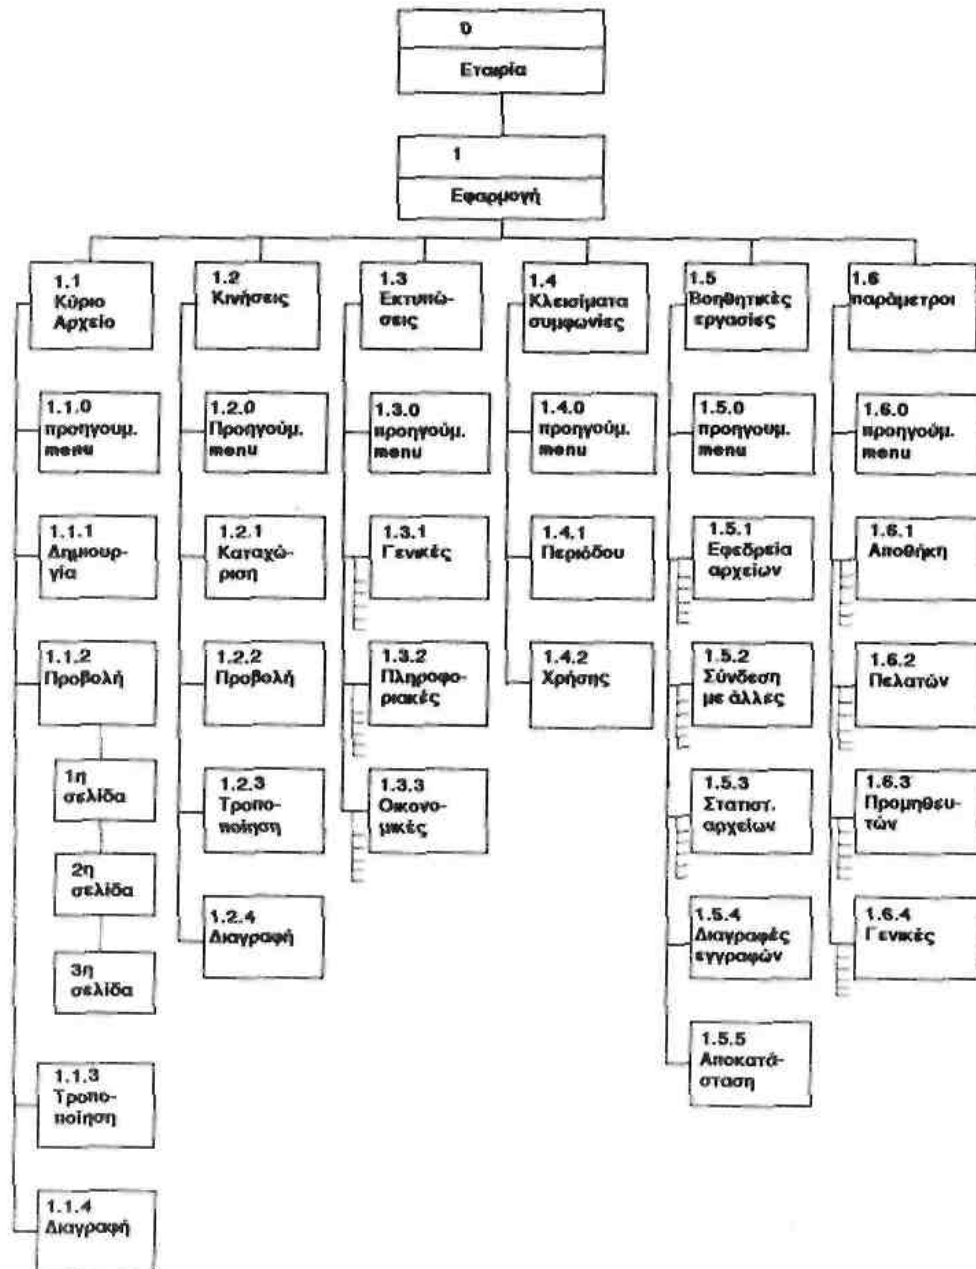 0
Εταιρία
1
Εφαρμογή
1.1
Κύριο
Αρχείο
1.1.0
προηγουμ.
menu
1.1.1
Δημιουρ-
γία
1.1.2
Προβολή
1η
σελίδα
2η
σελίδα
3η
σελίδα
1.1.3
Τροπο-
ποίηση
1.1.4
Διαγραφή
1.2
Κινήσεις
1.2.0
Προηγούμ.
menu
1.2.1
Καταχώ-
ριση
1.2.2
Προβολή
1.2.3
Τροπο-
ποίηση
1.2.4
Διαγραφή
1.3
Εκτυπώ-
σεις
1.3.0
προηγούμ.
menu
1.3.1
Γενικές
1.3.2
Πληροφο-
ριακές
1.3.3
Οικονο-
μικές
1.4
Κλεισίματα
συμφωνίες
1.4.0
προηγούμ.
menu
1.4.1
Περιόδου
1.4.2
Χρήσης
1.5
Βοηθητικές
εργασίες
1.5.0
προηγουμ.
menu
1.5.1
Εφεδρεία
αρχείων
1.5.2
Σύνδεση
με άλλες
1.5.3
Στατιστ.
αρχείων
1.5.4
Διαγραφές
εγγραφών
1.5.5
Αποκατά-
σταση
1.6
παράμετροι
1.6.0
προηγούμ.
menu
1.6.1
Αποθήκη
1.6.2
Πελατών
1.6.3
Προμηθευ-
τών
1.6.4
Γενικές